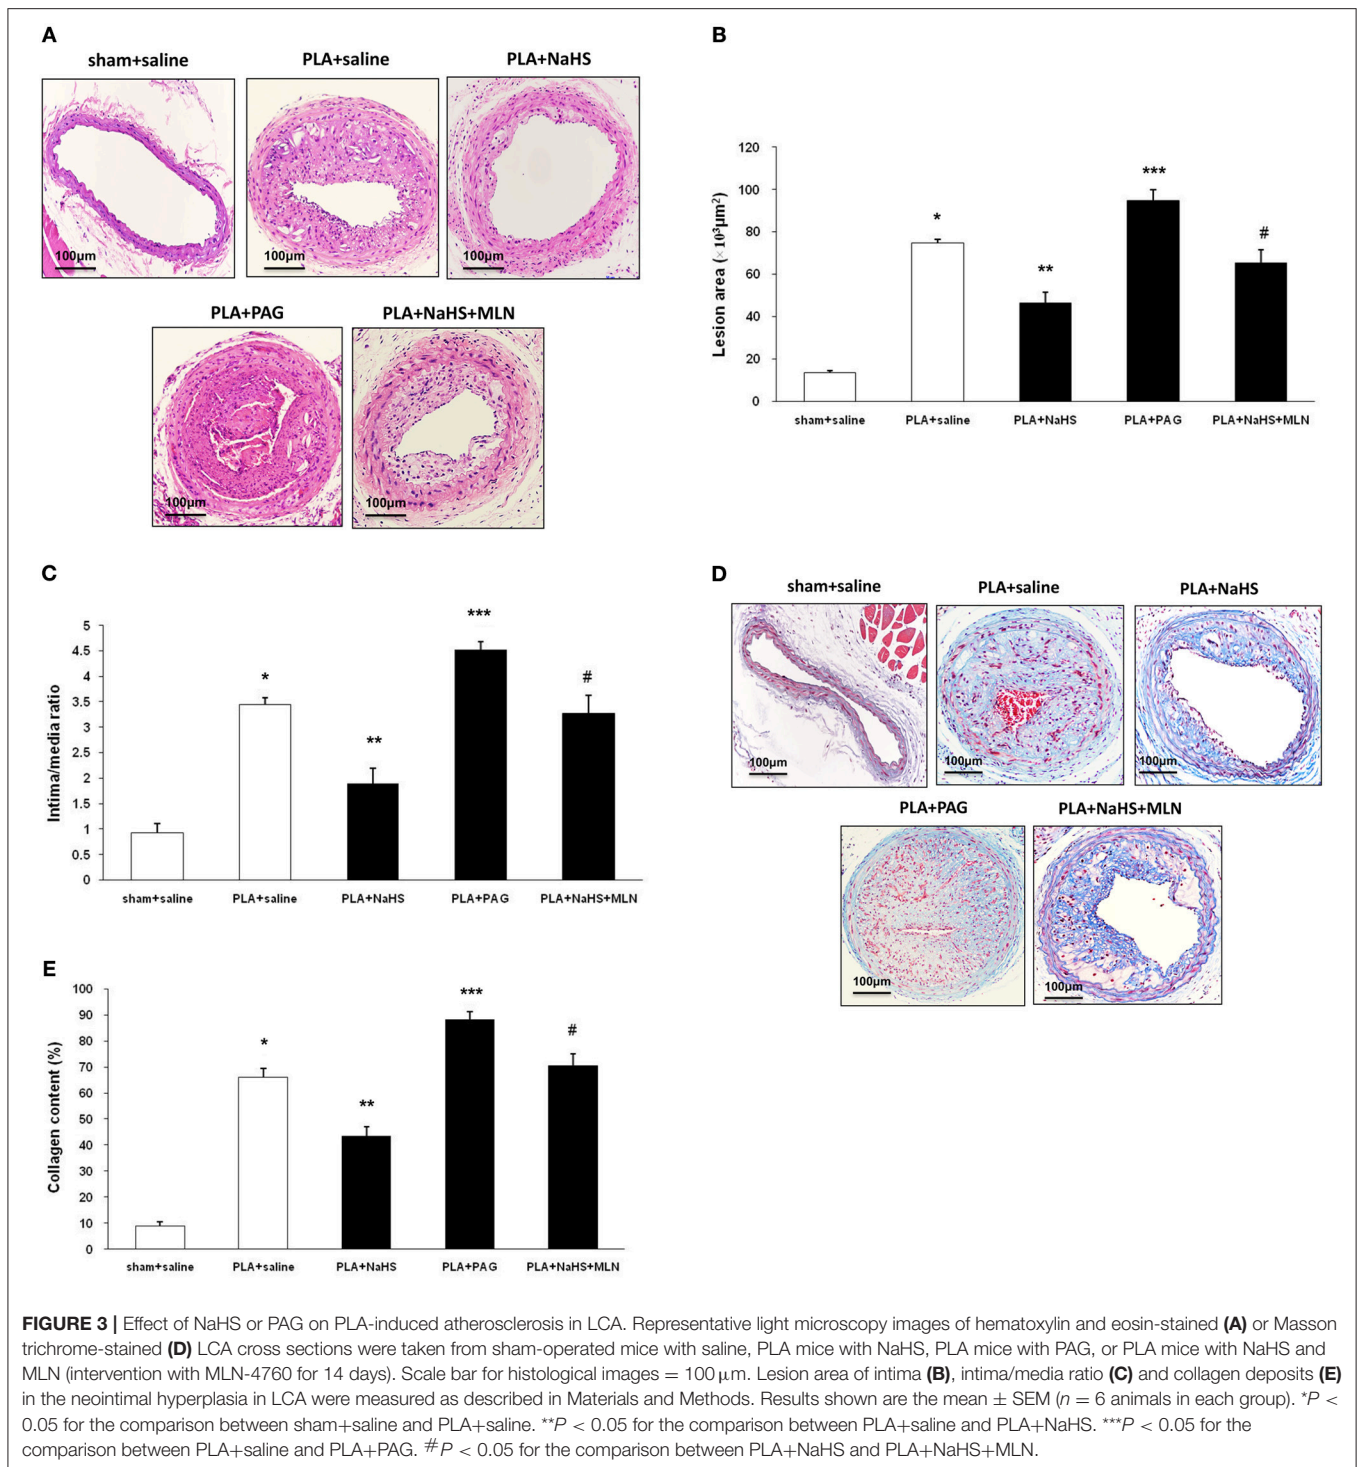 A
sham+saline
PLA+saline
PLA+NaHS
100µm
100µm
100µm
PLA+PAG
PLA+NaHS+MLN
100µm
100µm
B
Lesion area (× 10³µm²)
120
100
80
60
40
20
0
*
**
***
#
sham+saline
PLA+saline
PLA+NaHS
PLA+PAG
PLA+NaHS+MLN
C
Intima/media ratio
5
4.5
4
3.5
3
2.5
2
1.5
1
0.5
0
*
**
***
#
sham+saline
PLA+saline
PLA+NaHS
PLA+PAG
PLA+NaHS+MLN
D
sham+saline
PLA+saline
PLA+NaHS
100µm
100µm
100µm
PLA+PAG
PLA+NaHS+MLN
100µm
100µm
E
Collagen content (%)
100
90
80
70
60
50
40
30
20
10
0
*
**
***
#
sham+saline
PLA+saline
PLA+NaHS
PLA+PAG
PLA+NaHS+MLN
FIGURE 3 | Effect of NaHS or PAG on PLA-induced atherosclerosis in LCA. Representative light microscopy images of hematoxylin and eosin-stained (A) or Masson
trichrome-stained (D) LCA cross sections were taken from sham-operated mice with saline, PLA mice with NaHS, PLA mice with PAG, or PLA mice with NaHS and
MLN (intervention with MLN-4760 for 14 days). Scale bar for histological images = 100 µm. Lesion area of intima (B), intima/media ratio (C) and collagen deposits (E)
in the neointimal hyperplasia in LCA were measured as described in Materials and Methods. Results shown are the mean ± SEM (n = 6 animals in each group). *P <
0.05 for the comparison between sham+saline and PLA+saline. **P < 0.05 for the comparison between PLA+saline and PLA+NaHS. ***P < 0.05 for the
comparison between PLA+saline and PLA+PAG. #P < 0.05 for the comparison between PLA+NaHS and PLA+NaHS+MLN.